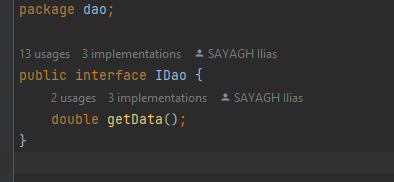 package dao;
13 usages 3 implementations SAYAGH Ilias
public interface IDao {
2 usages 3 implementations SAYAGH Ilias
double getData();
}